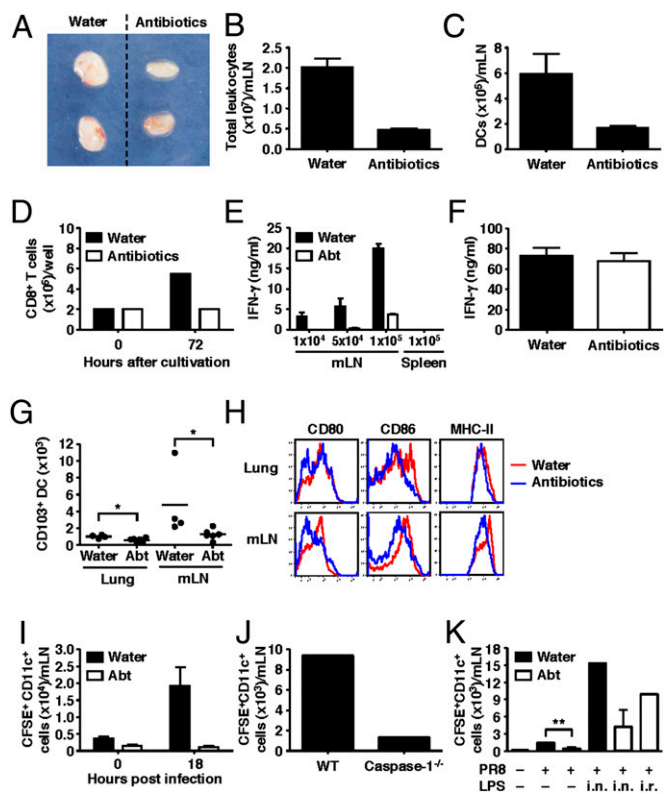 A
Water
Antibiotics
B
Total leukocytes
(x10⁷)/mLN
2.5
2.0
1.5
1.0
0.5
0.0
Water
Antibiotics
C
DCs (x10⁵)/mLN
8
6
4
2
0
Water
Antibiotics
D
CD8⁺ T cells
(x10⁶)/well
8
6
4
2
0
Water
Antibiotics
0
72
Hours after cultivation
E
IFN-γ (ng/ml)
25
20
15
10
5
0
Water
Abt
1x10⁴
5x10⁴
1x10⁵
1x10⁵
mLN
Spleen
F
IFN-γ (ng/ml)
100
80
60
40
20
0
Water
Antibiotics
G
CD103⁺ DC (x10³)
12
10
8
6
4
2
0
*
*
Water
Abt
Water
Abt
Lung
mLN
H
CD80
CD86
MHC-II
Lung
mLN
Water
Antibiotics
I
CFSE⁺ CD11c⁺
cells (x10⁴)/mLN
3.0
2.5
2.0
1.5
1.0
0.5
0.0
Water
Abt
0
18
Hours post infection
J
CFSE⁺CD11c⁺
cells (x10³)/mLN
10
8
6
4
2
0
WT
Caspase-1⁻/⁻
K
CFSE⁺CD11c⁺
cells (x10³)/mLN
18
15
12
9
6
3
0
Water
Abt
**
PR8 – + + + + +
LPS – – – i.n. i.n. i.r.